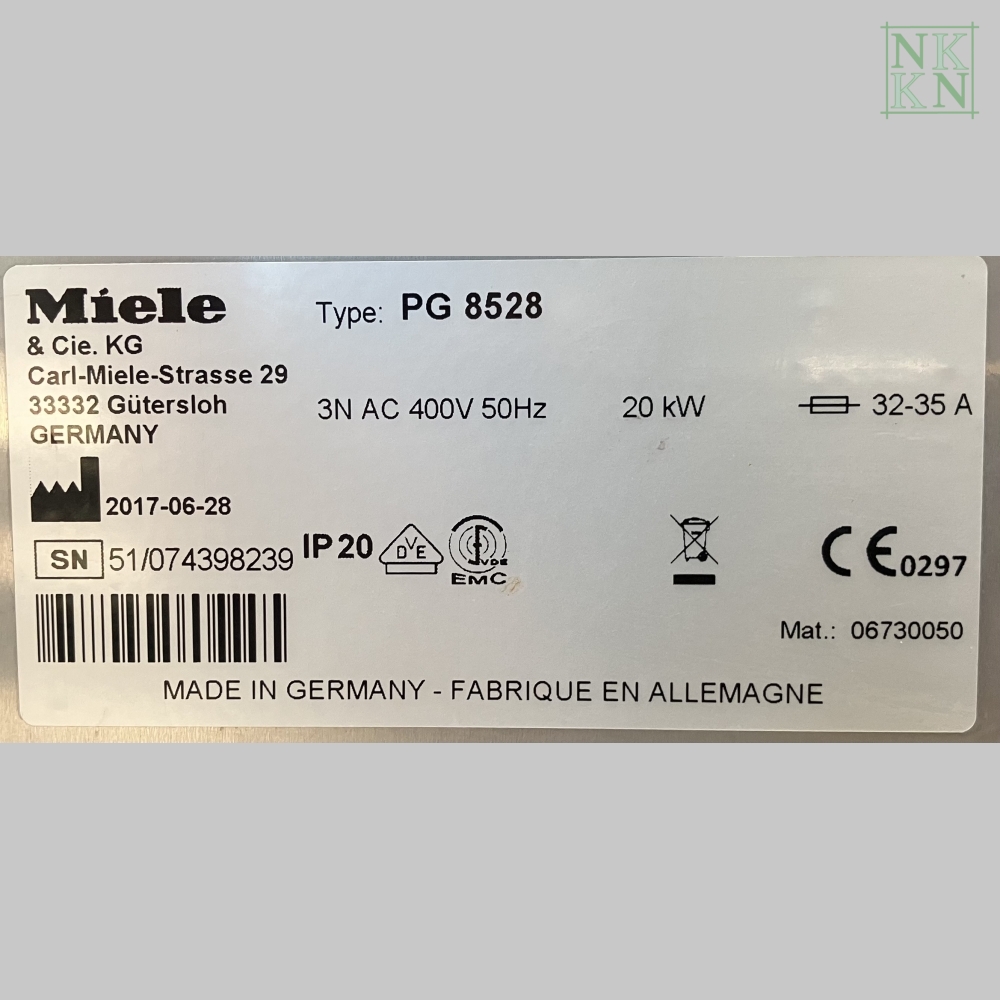 NK
KN
Miele
& Cie. KG
Carl-Miele-Strasse 29
33332 Gütersloh
GERMANY
Type: PG 8528
3N AC 400V 50Hz 20 kW 32-35 A
2017-06-28
SN 51/074398239
IP 20
DVE
VDE
EMC
CE 0297
Mat.: 06730050
MADE IN GERMANY - FABRIQUE EN ALLEMAGNE